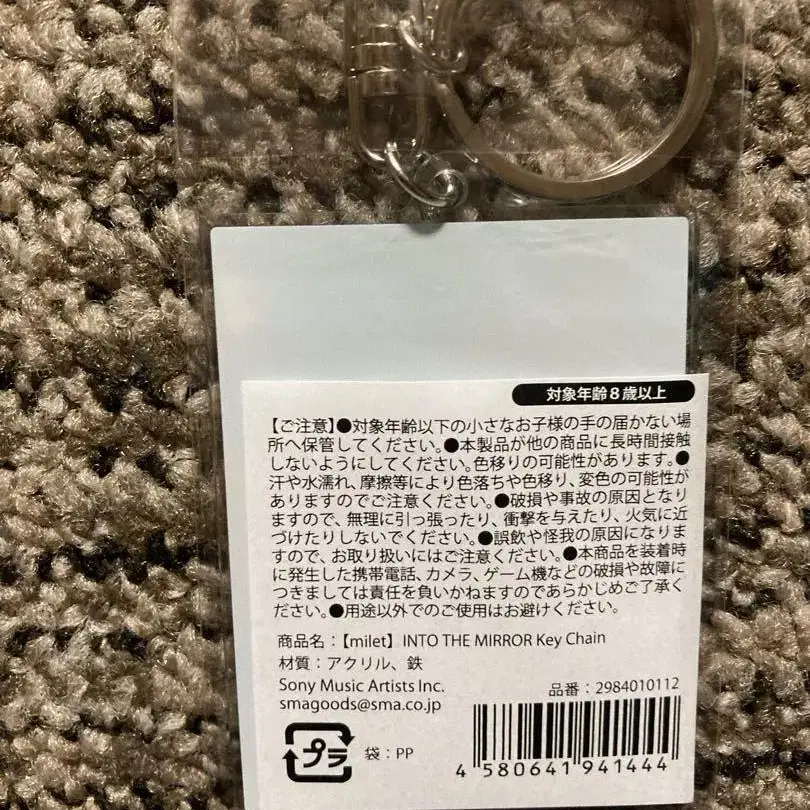 対象年齢8歳以上
【ご注意】●対象年齢以下の小さなお子様の手の届かない場
所へ保管してください。●本製品が他の商品に長時間接触
しないようにしてください。色移りの可能性があります。●
汗や水濡れ、摩擦等により色落ちや色移り、変色の可能性が
ありますのでご注意ください。●破損や事故の原因となり
ますので、無理に引っ張ったり、衝撃を与えたり、火気に近
づけたりしないでください。●誤飲や怪我の原因になりま
すので、お取り扱いにはご注意ください。●本商品を装着時
に発生した携帯電話、カメラ、ゲーム機などの破損や故障に
つきましては責任を負いかねますのであらかじめご了承く
ださい。●用途以外でのご使用はお避けください。
商品名：【milet】INTO THE MIRROR Key Chain
材質：アクリル、鉄
Sony Music Artists Inc.
品番：2984010112
smagoods@sma.co.jp
プラ
袋：PP
4 580641 941444